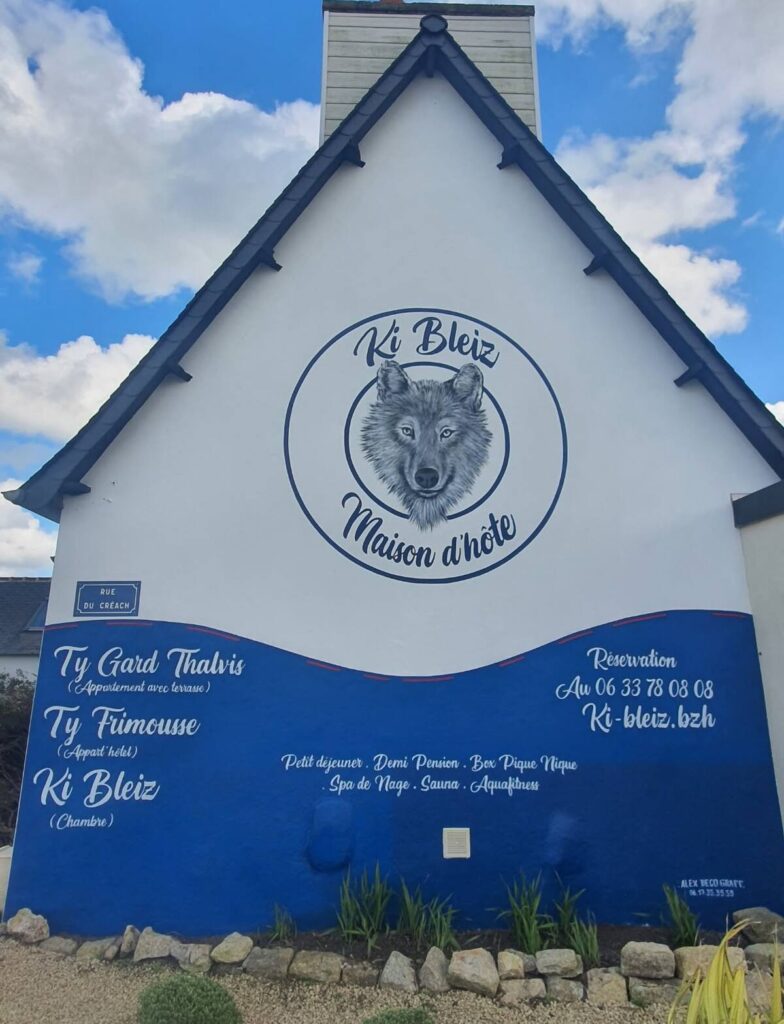 Ki Bleiz
Maison d'hôte
RUE
DU CRÉACH
Ty Gard Thalvis
(Appartement avec terrasse)
Ty Frimousse
(Appart'hôtel)
Ki Bleiz
(Chambre)
Réservation
Au 06 33 78 08 08
Ki-bleiz.bzh
Petit déjeuner . Demi Pension . Box Pique Nique
. Spa de Nage . Sauna . Aquafitness
ALEX DECO GRAFF.